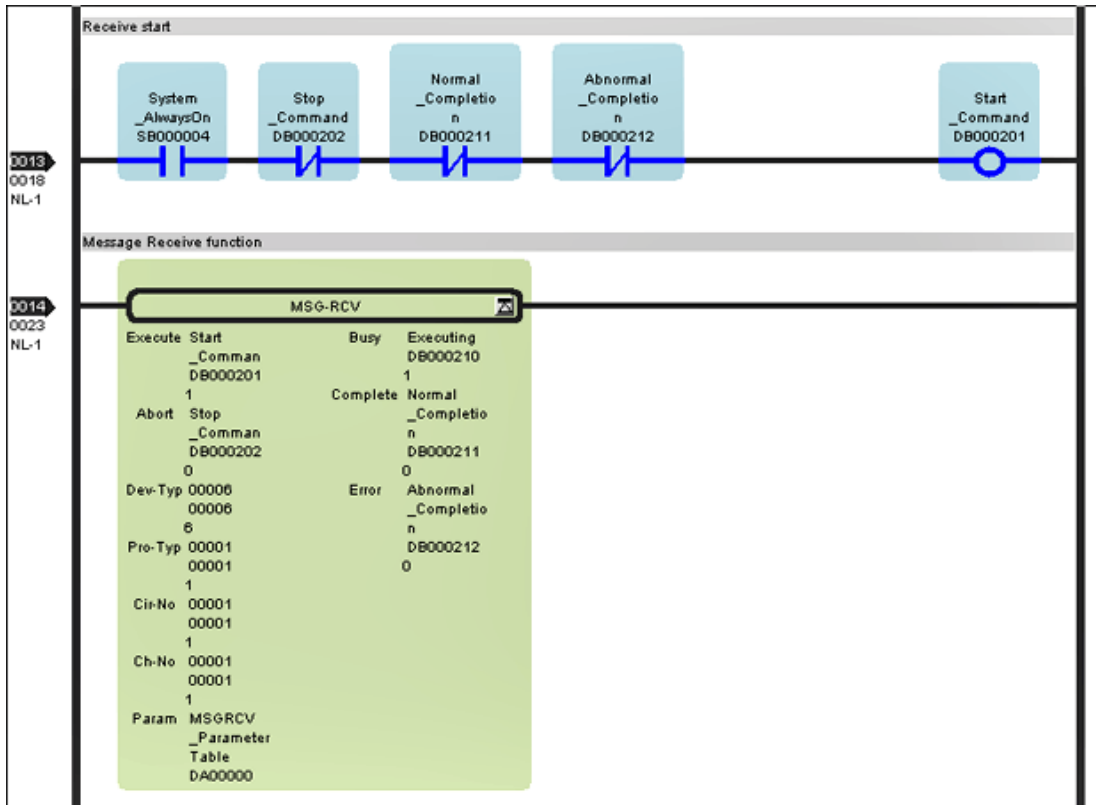 Receive start
System
_AlwaysOn
SB000004
Stop
_Command
DB000202
Normal
_Completio
n
DB000211
Abnormal
_Completio
n
DB000212
Start
_Command
DB000201
0013
0018
NL-1
Message Receive function
0014
0023
NL-1
MSG-RCV
Execute Start
_Comman
DB000201
1
Abort Stop
_Comman
DB000202
0
Dev-Typ 00006
00006
6
Pro-Typ 00001
00001
1
Cir-No 00001
00001
1
Ch-No 00001
00001
1
Param MSGRCV
_Parameter
Table
DA00000
Busy Executing
DB000210
1
Complete Normal
_Completio
n
DB000211
0
Error Abnormal
_Completio
n
DB000212
0